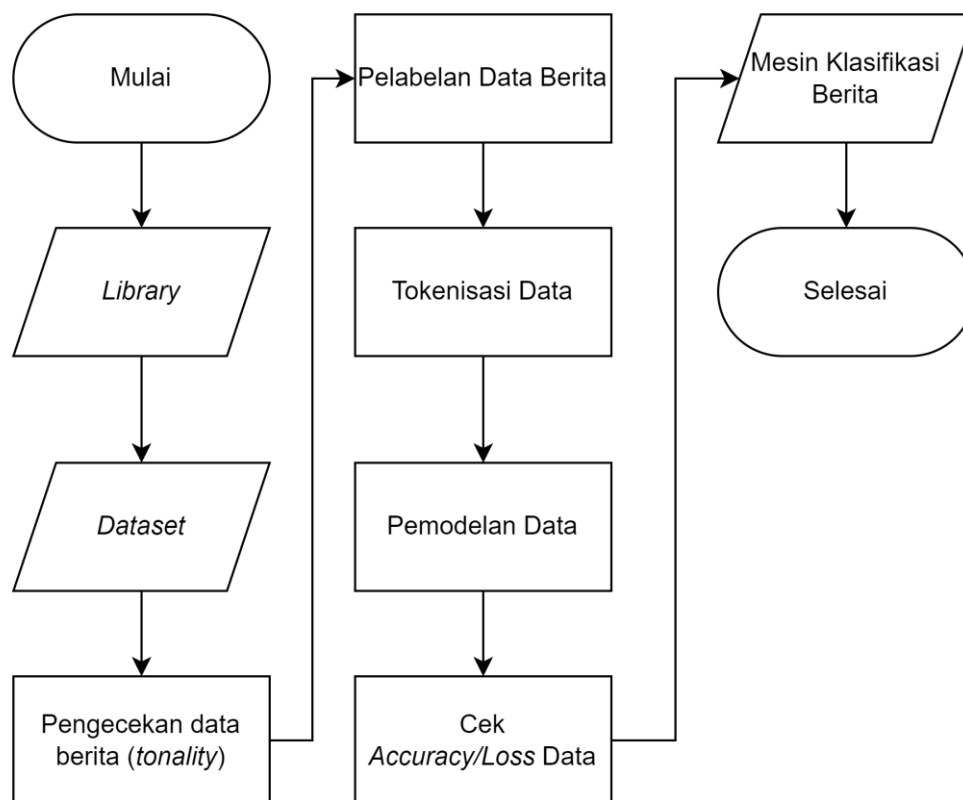 Mulai
Library
Dataset
Pengecekan data
berita (tonality)
Pelabelan Data Berita
Tokenisasi Data
Pemodelan Data
Cek
Accuracy/Loss Data
Mesin Klasifikasi
Berita
Selesai